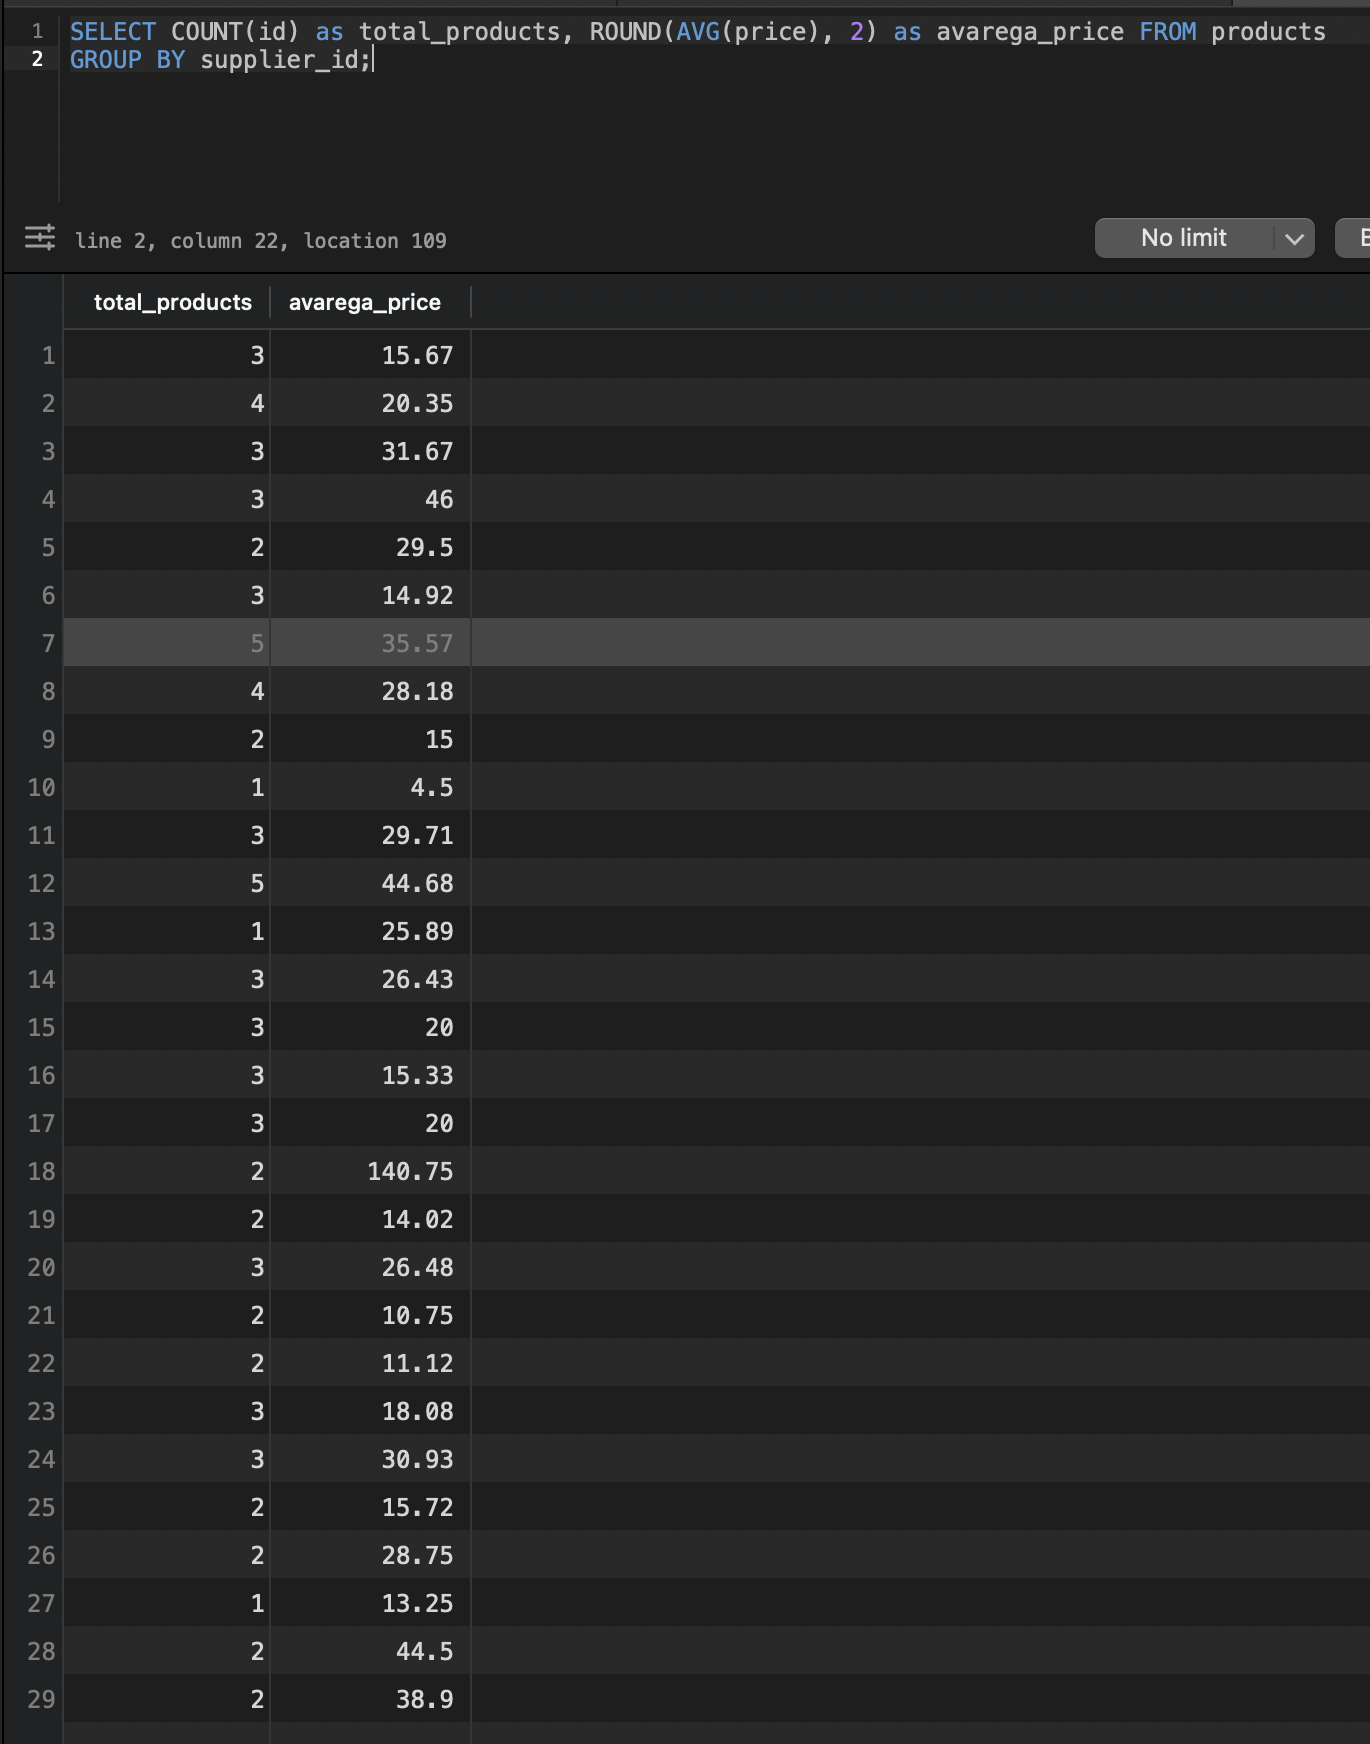 1 SELECT COUNT(id) as total_products, ROUND(AVG(price), 2) as avarega_price FROM products
2 GROUP BY supplier_id;
line 2, column 22, location 109 No limit
total_products avarega_price
1 3 15.67
2 4 20.35
3 3 31.67
4 3 46
5 2 29.5
6 3 14.92
7 5 35.57
8 4 28.18
9 2 15
10 1 4.5
11 3 29.71
12 5 44.68
13 1 25.89
14 3 26.43
15 3 20
16 3 15.33
17 3 20
18 2 140.75
19 2 14.02
20 3 26.48
21 2 10.75
22 2 11.12
23 3 18.08
24 3 30.93
25 2 15.72
26 2 28.75
27 1 13.25
28 2 44.5
29 2 38.9